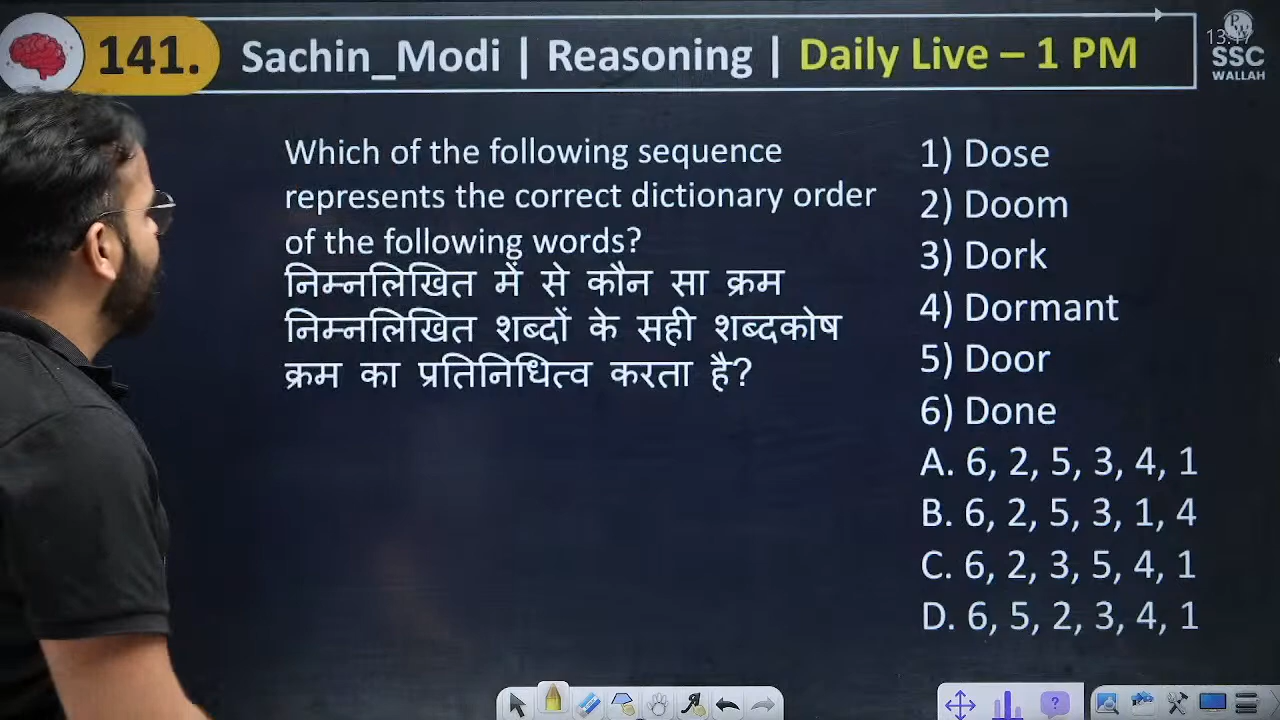 141.
Sachin_Modi | Reasoning | Daily Live – 1 PM
SSC
WALLAH
Which of the following sequence
represents the correct dictionary order
of the following words?
निम्नलिखित में से कौन सा क्रम
निम्नलिखित शब्दों के सही शब्दकोष
क्रम का प्रतिनिधित्व करता है?
1) Dose
2) Doom
3) Dork
4) Dormant
5) Door
6) Done
A. 6, 2, 5, 3, 4, 1
B. 6, 2, 5, 3, 1, 4
C. 6, 2, 3, 5, 4, 1
D. 6, 5, 2, 3, 4, 1